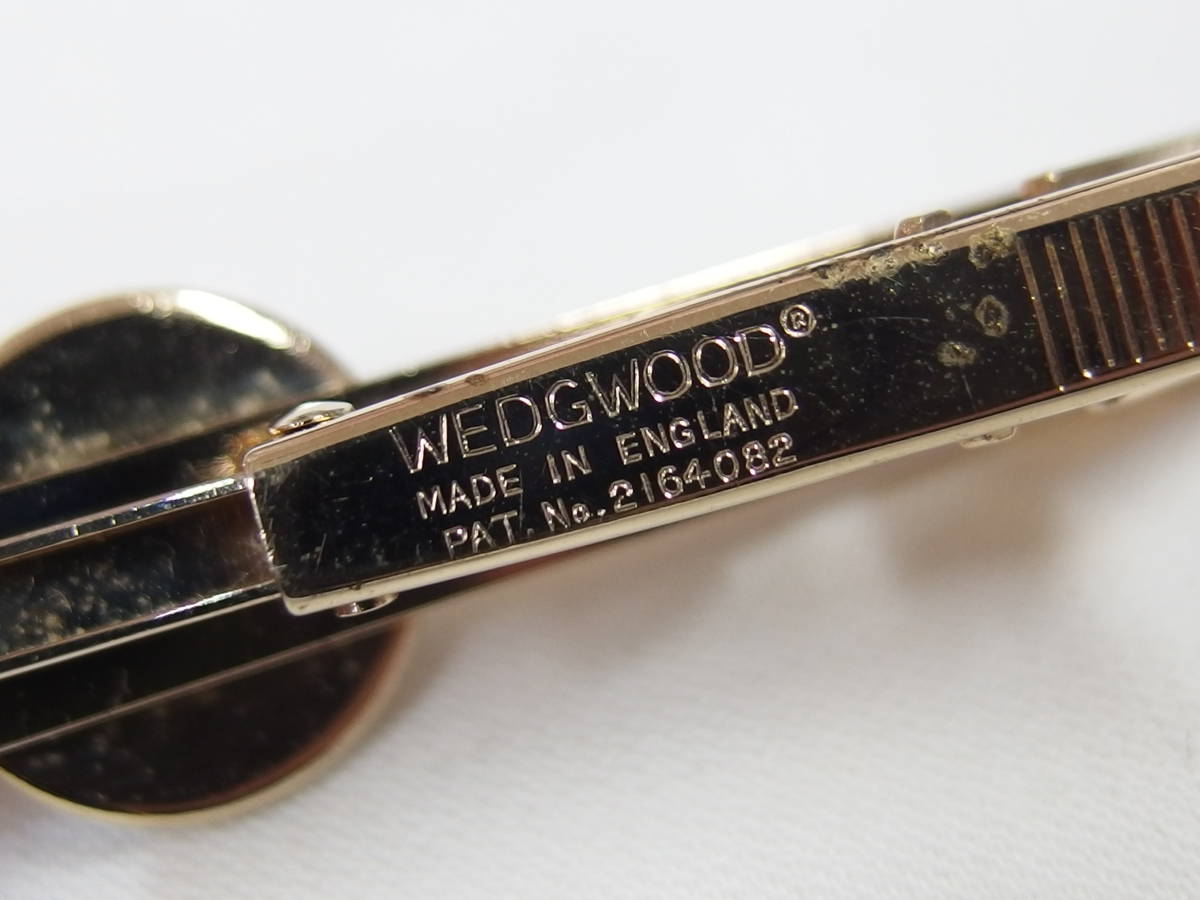 WEDGWOOD®
MADE IN ENGLAND
PAT. No. 2164082